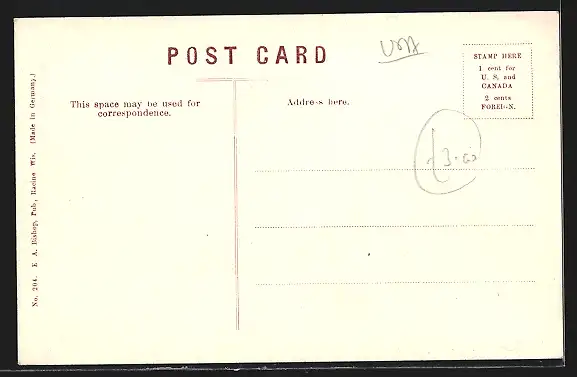 POST CARD
USA
STAMP HERE
1 cent for
U. S. and
CANADA
2 cents
FOREIGN.
This space may be used for
correspondence.
Address here.
No. 204. E. A. Bishop, Pub., Racine Wis. (Made in Germany.)